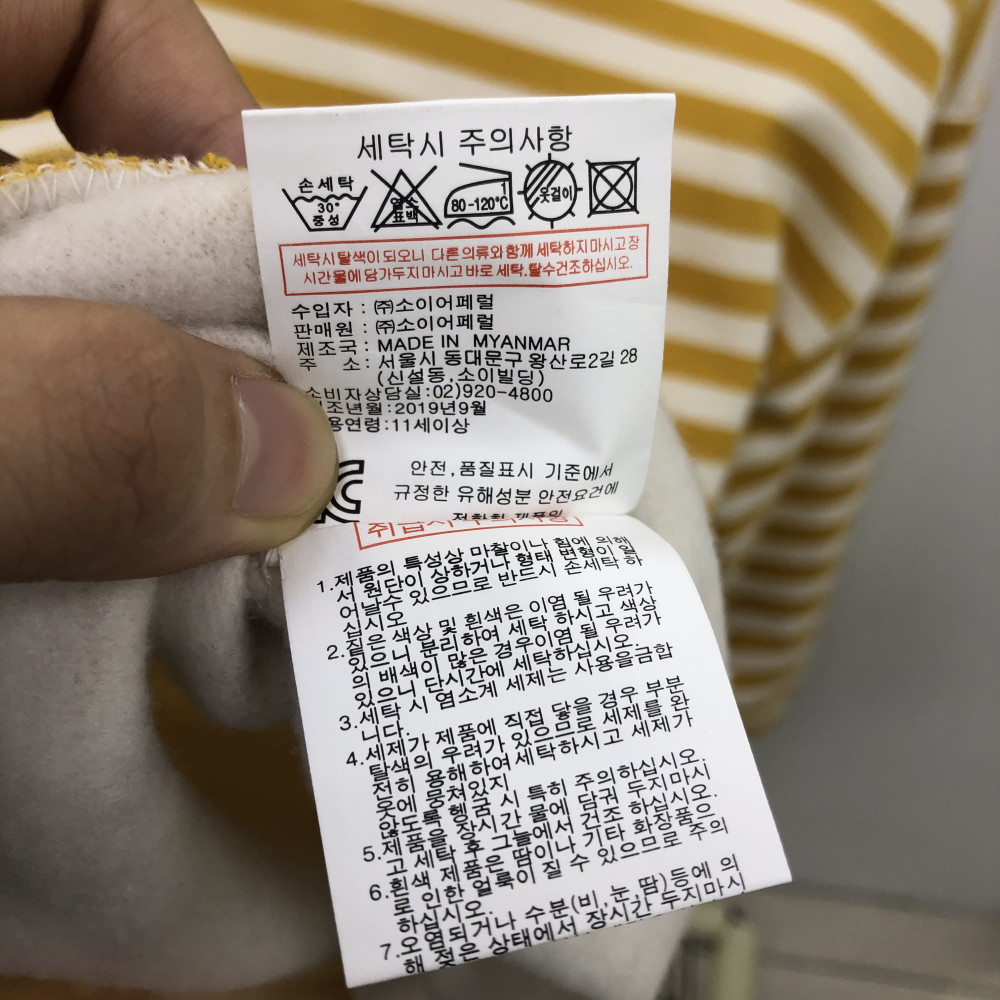 세탁시 주의사항
손세탁
30°
중성
염소
표백
1
80-120℃
옷걸이
세탁시 탈색이 되오니 다른 의류와 함께 세탁하지 마시고 장
시간 물에 담가두지 마시고 바로 세탁, 탈수건조 하십시오.
수입자 : ㈜소이어페럴
판매원 : ㈜소이어페럴
제조국 : MADE IN MYANMAR
주 소 : 서울시 동대문구 왕산로2길 28
(신설동,소이빌딩)
소비자상담실:02)920-4800
조년월:2019년9월
용연령:11세이상
안전,품질표시 기준에서
규정한 유해성분 안전요건에
적합한 제품임
취급시 주의사항
1.제품의 특성상 마찰이나 힘에 의해
서 원단이 상하거나 형태 변형이 일
어날수 있으므로 반드시 손세탁 하
십시오
2.짙은 색상 및 흰색은 이염 될 우려가
있으니 분리하여 세탁 하시고 색상
의 배색이 많은 경우이염 될 우려가
있으니 단시간에 세탁하십시오.
3.세탁 시 염소계 세제는 사용을금합
니다.
4.세제가 제품에 직접 닿을 경우 부분
탈색의 우려가 있으므로 세제를 완
전히 용해하여 세탁하시고 세제가
옷에 뭉쳐있지
않도록 헹굼 시 특히 주의하십시오.
5.제품을 장시간 물에 담궈 두지마시
고 세탁 후 그늘에서 건조 하십시오.
6.흰색 제품은 땀이나 기타 화장품으
로 인한 얼룩이 질 수 있으므로 주의
하십시오.
7.오염되거나 수분(비,눈,땀)등에 의
해 젖은 상태에서 장시간 두지마시